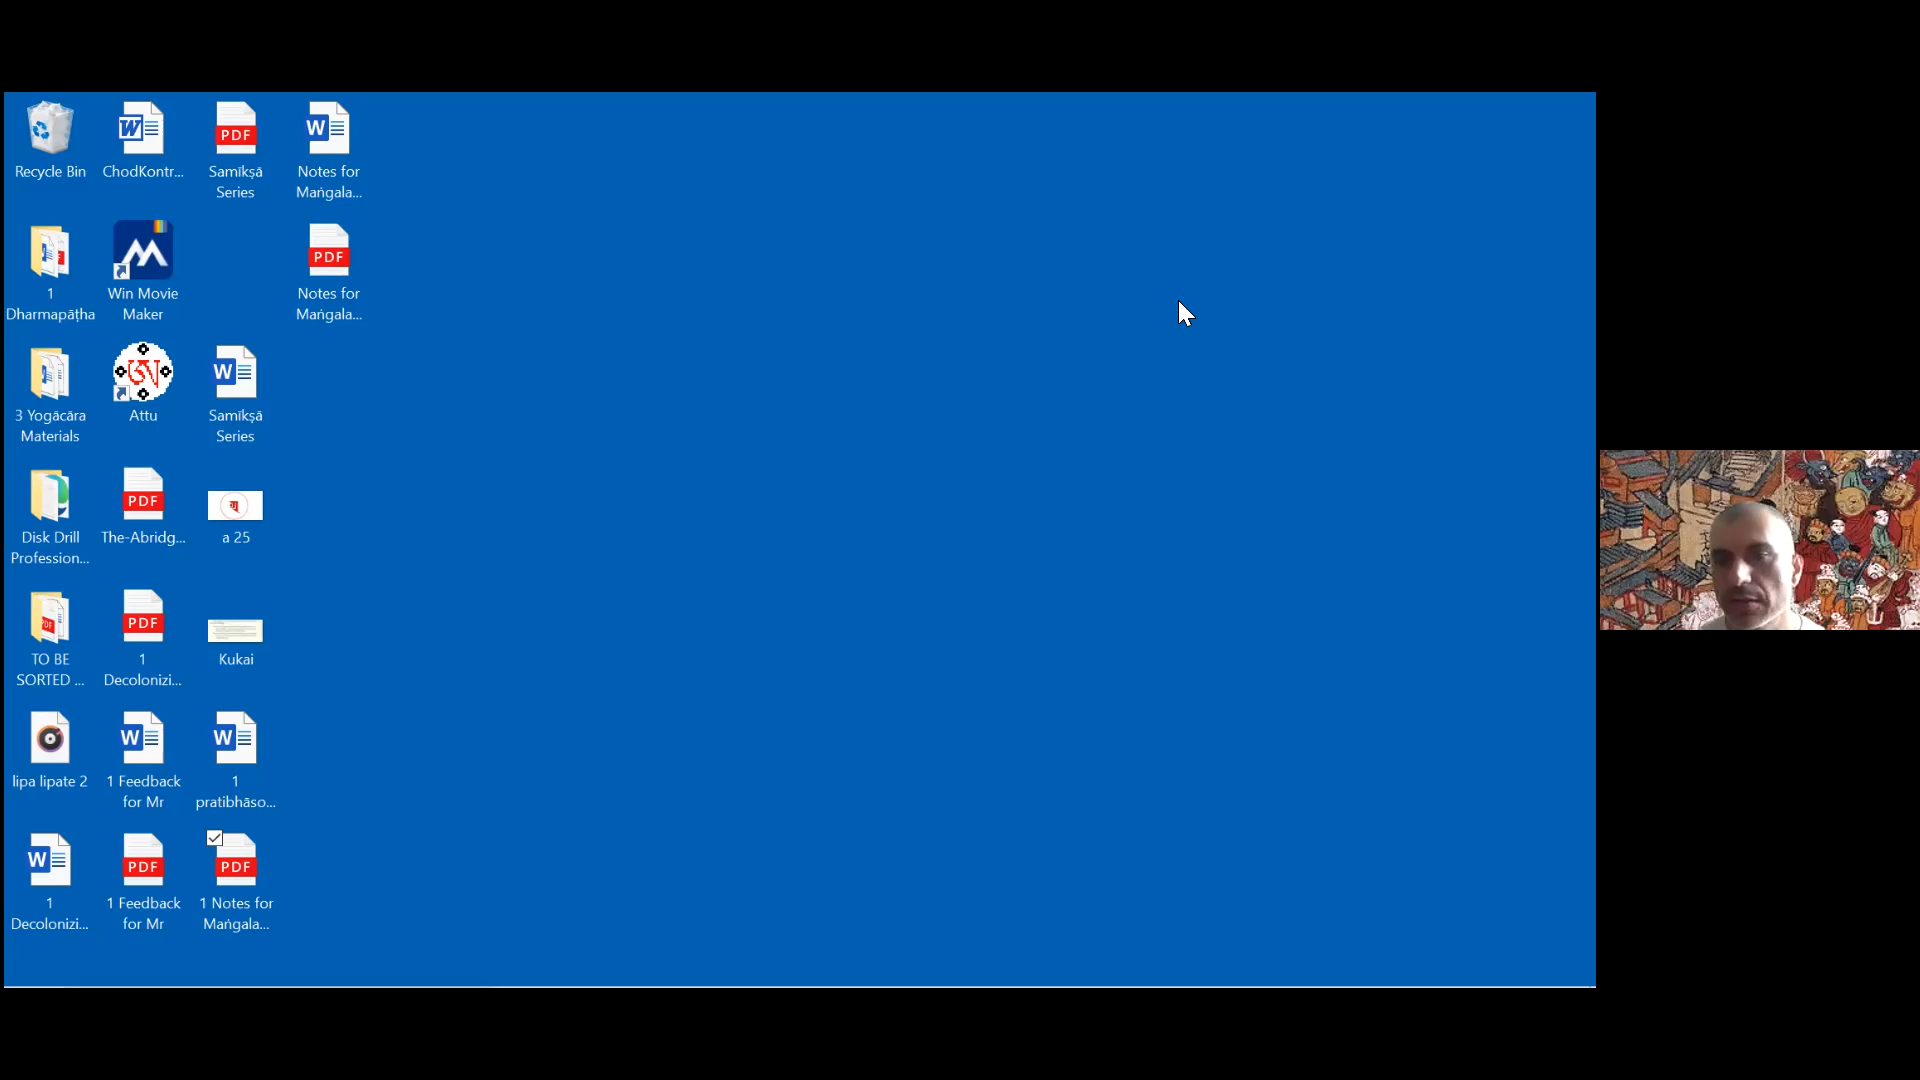 Recycle Bin
ChodKontr...
Samīkṣā
Series
Notes for
Maṅgala...
1
Dharmapāṭha
Win Movie
Maker
PDF
Notes for
Maṅgala...
3 Yogācāra
Materials
Attu
Samīkṣā
Series
Disk Drill
Profession...
PDF
The-Abridg...
a 25
TO BE
SORTED ...
PDF
1
Decolonizi...
Kukai
lipa lipate 2
1 Feedback
for Mr
1
pratibhāso...
1
Decolonizi...
PDF
1 Feedback
for Mr
PDF
1 Notes for
Maṅgala...